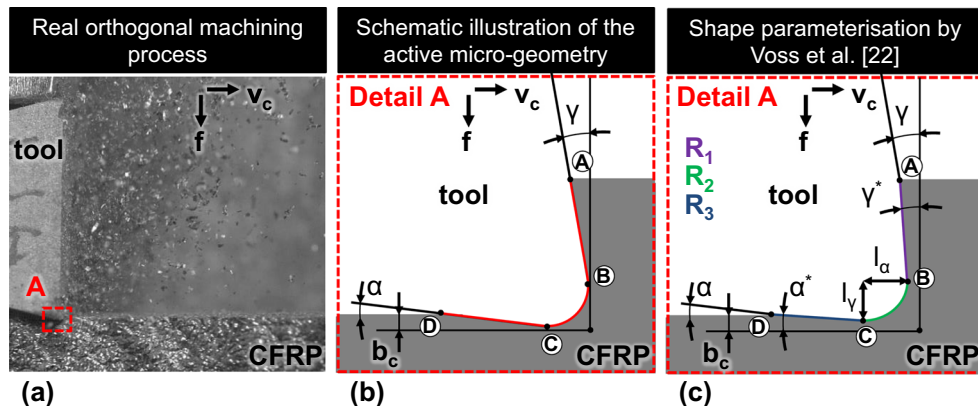 Real orthogonal machining
process
tool
v_c
f
A
CFRP
(a)
Schematic illustration of the
active micro-geometry
Detail A
v_c
f
γ
A
tool
B
α
D
C
b_c
CFRP
(b)
Shape parameterisation by
Voss et al. [22]
Detail A
v_c
f
γ
R_1
R_2
R_3
A
tool
γ*
l_α
B
α
α*
l_γ
D
C
b_c
CFRP
(c)